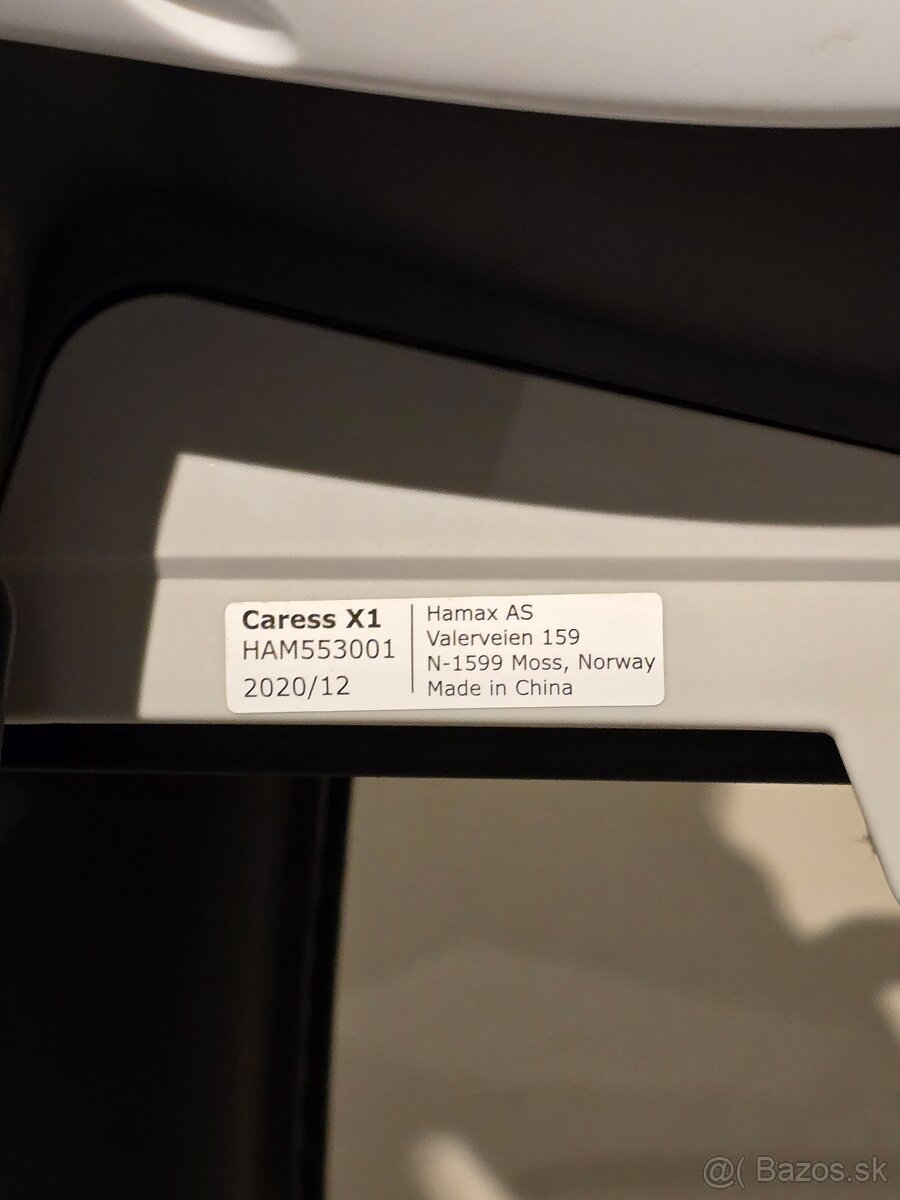 Caress X1
HAM553001
2020/12
Hamax AS
Valerveien 159
N-1599 Moss, Norway
Made in China
@( Bazos.sk